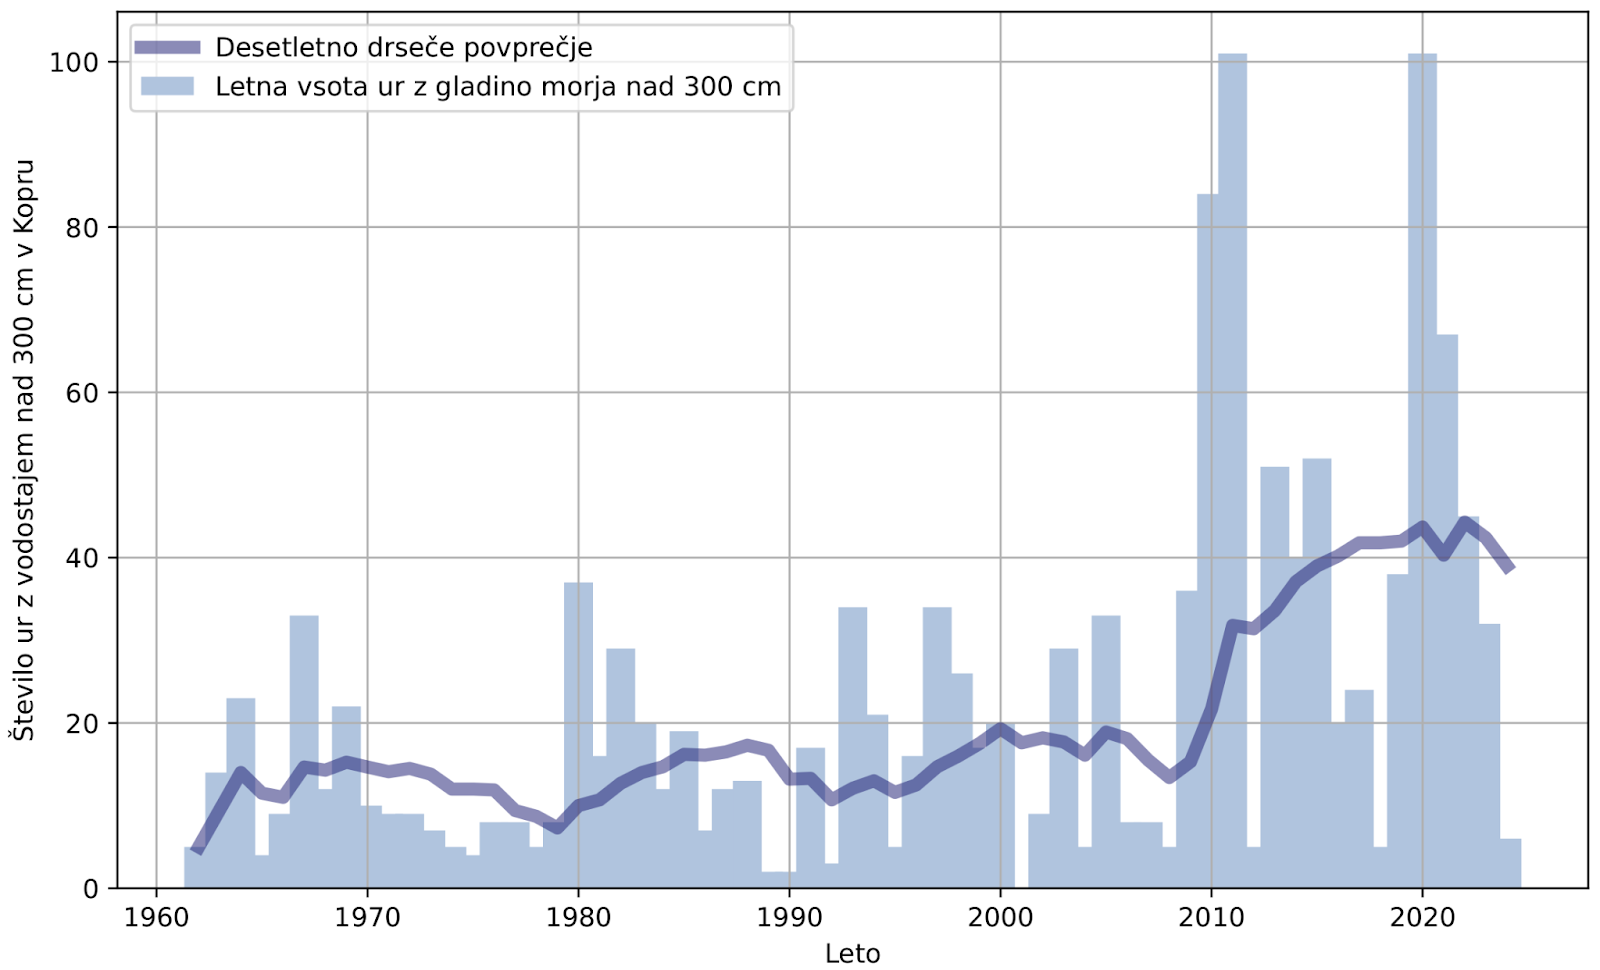 Desetletno drseče povprečje
Letna vsota ur z gladino morja nad 300 cm
Število ur z vodostajem nad 300 cm v Kopru
100
80
60
40
20
0
1960 1970 1980 1990 2000 2010 2020
Leto